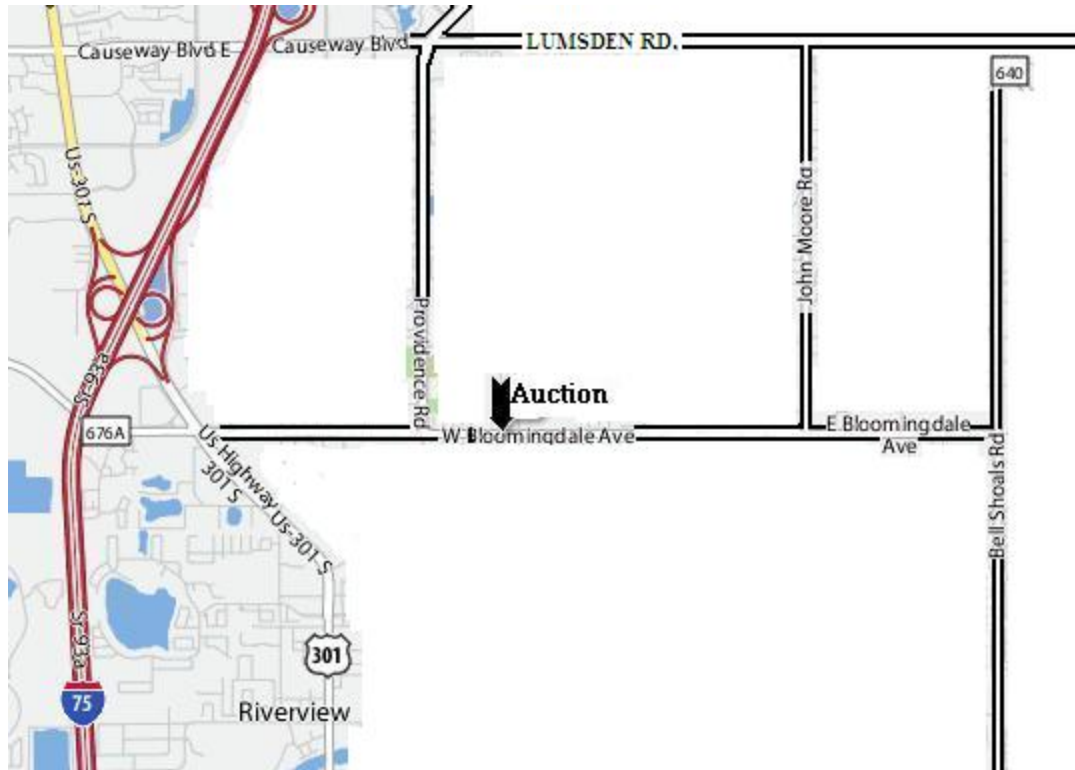 Causeway Blvd E
Causeway Blvd
LUMSDEN RD.
640
Us-301 S
John Moore Rd
Providence Rd
Sr-93a
Auction
676A
W Bloomingdale Ave
E Bloomingdale
Ave
Us Highway
301 S
Us-301 S
Bell Shoals Rd
Sr-93a
301
75
Riverview